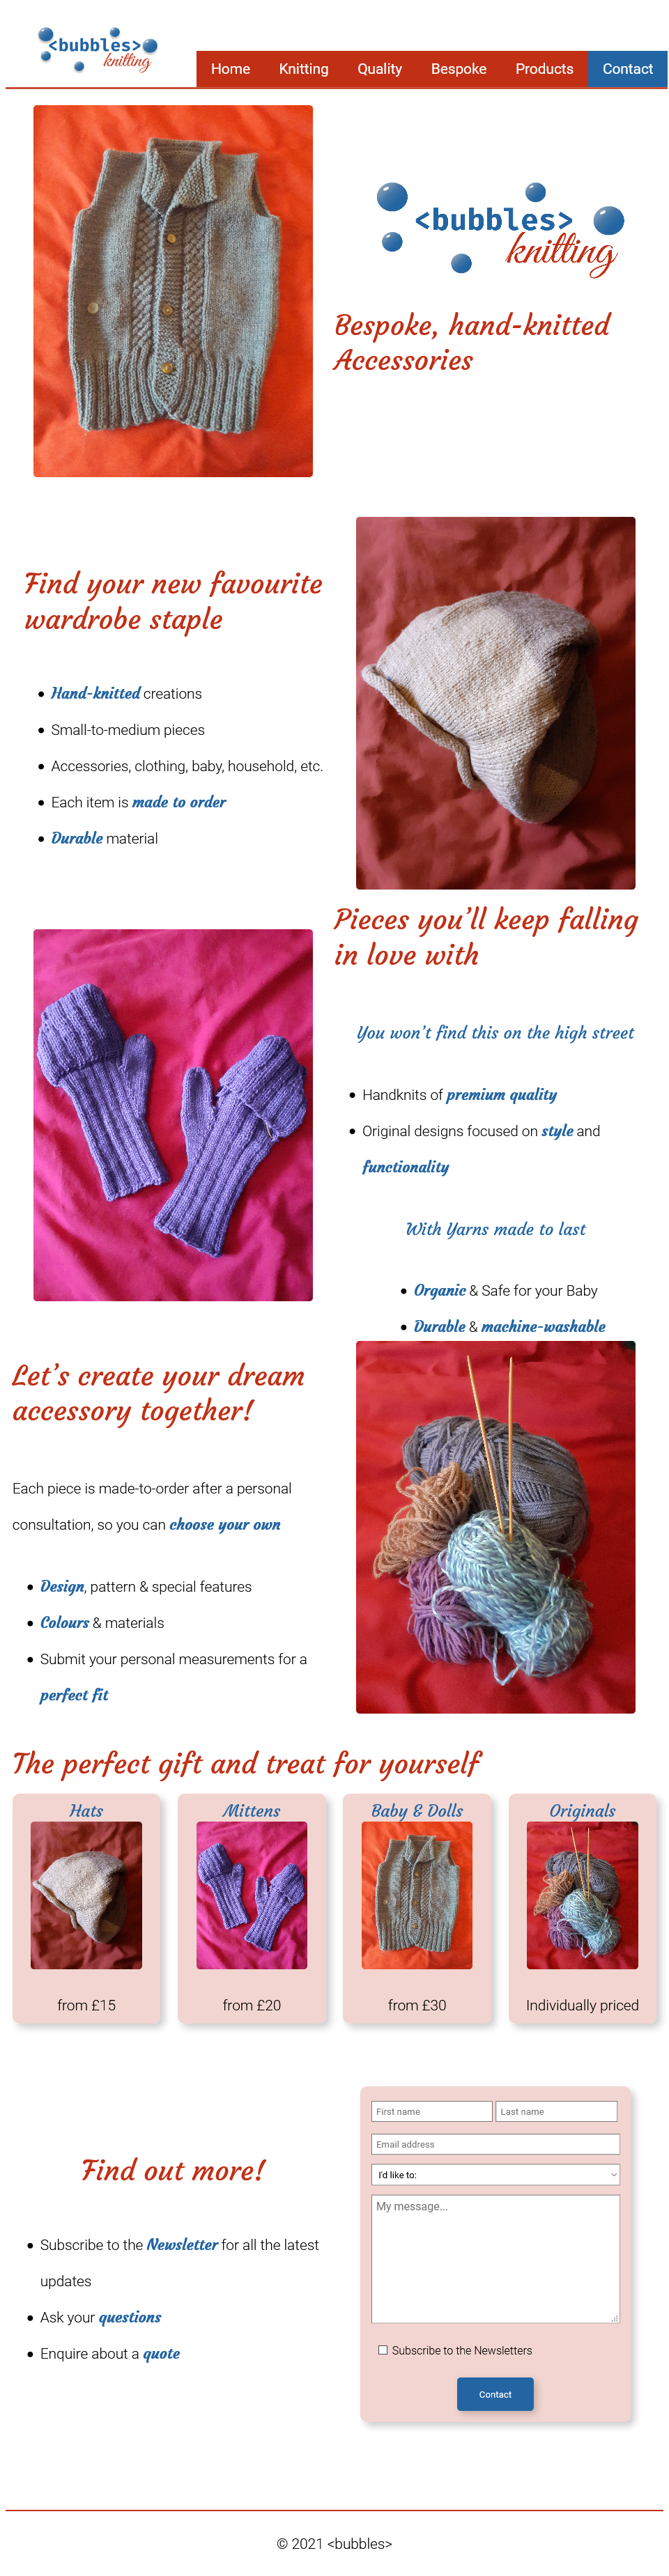 <bubbles>
knitting
Home Knitting Quality Bespoke Products Contact
<bubbles>
knitting
Bespoke, hand-knitted
Accessories
Find your new favourite
wardrobe staple
Hand-knitted creations
Small-to-medium pieces
Accessories, clothing, baby, household, etc.
Each item is made to order
Durable material
Pieces you’ll keep falling
in love with
You won’t find this on the high street
Handknits of premium quality
Original designs focused on style and
functionality
With Yarns made to last
Organic & Safe for your Baby
Durable & machine-washable
Let’s create your dream
accessory together!
Each piece is made-to-order after a personal
consultation, so you can choose your own
Design, pattern & special features
Colours & materials
Submit your personal measurements for a
perfect fit
The perfect gift and treat for yourself
Hats
from £15
Mittens
from £20
Baby & Dolls
from £30
Originals
Individually priced
Find out more!
Subscribe to the Newsletter for all the latest
updates
Ask your questions
Enquire about a quote
First name Last name
Email address
I'd like to:
My message...
Subscribe to the Newsletters
Contact
© 2021 <bubbles>